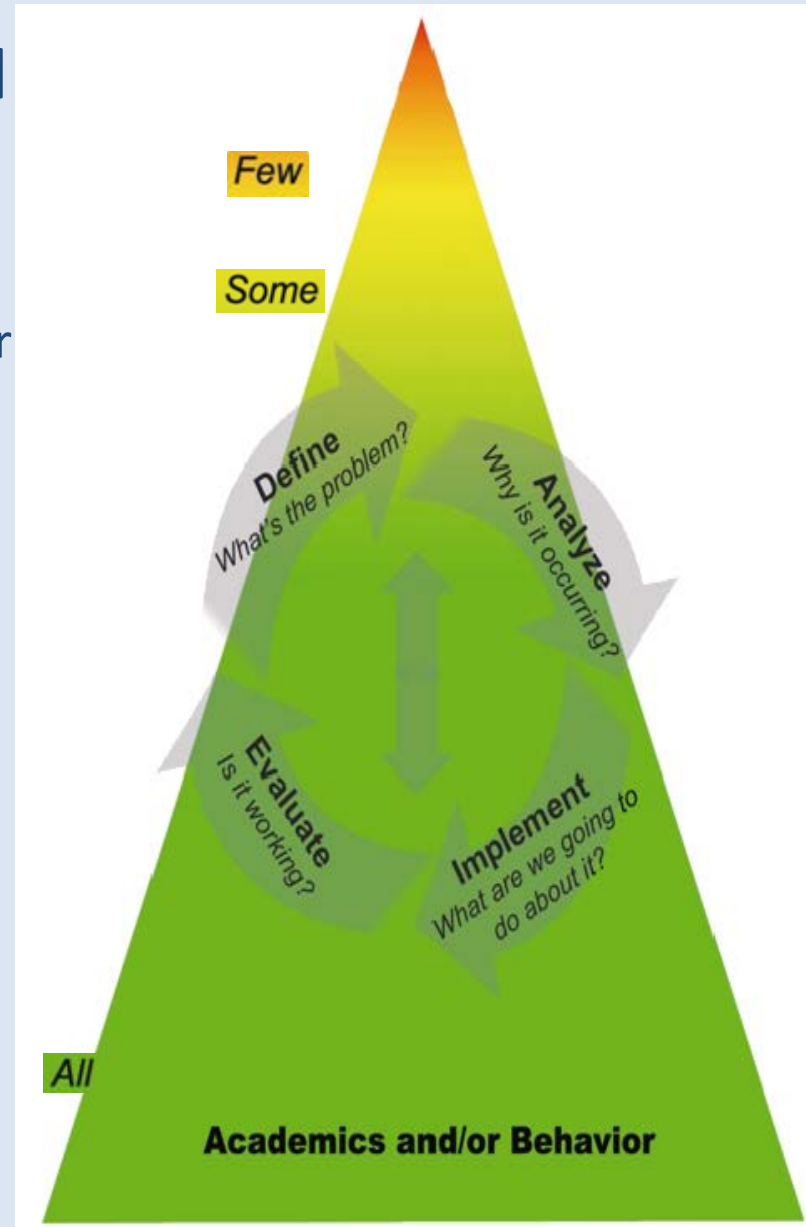 Few
Some
Define
What's the problem?
Analyze
Why is it occurring?
Implement
What are we going to
do about it?
Evaluate
Is it working?
All
Academics and/or Behavior